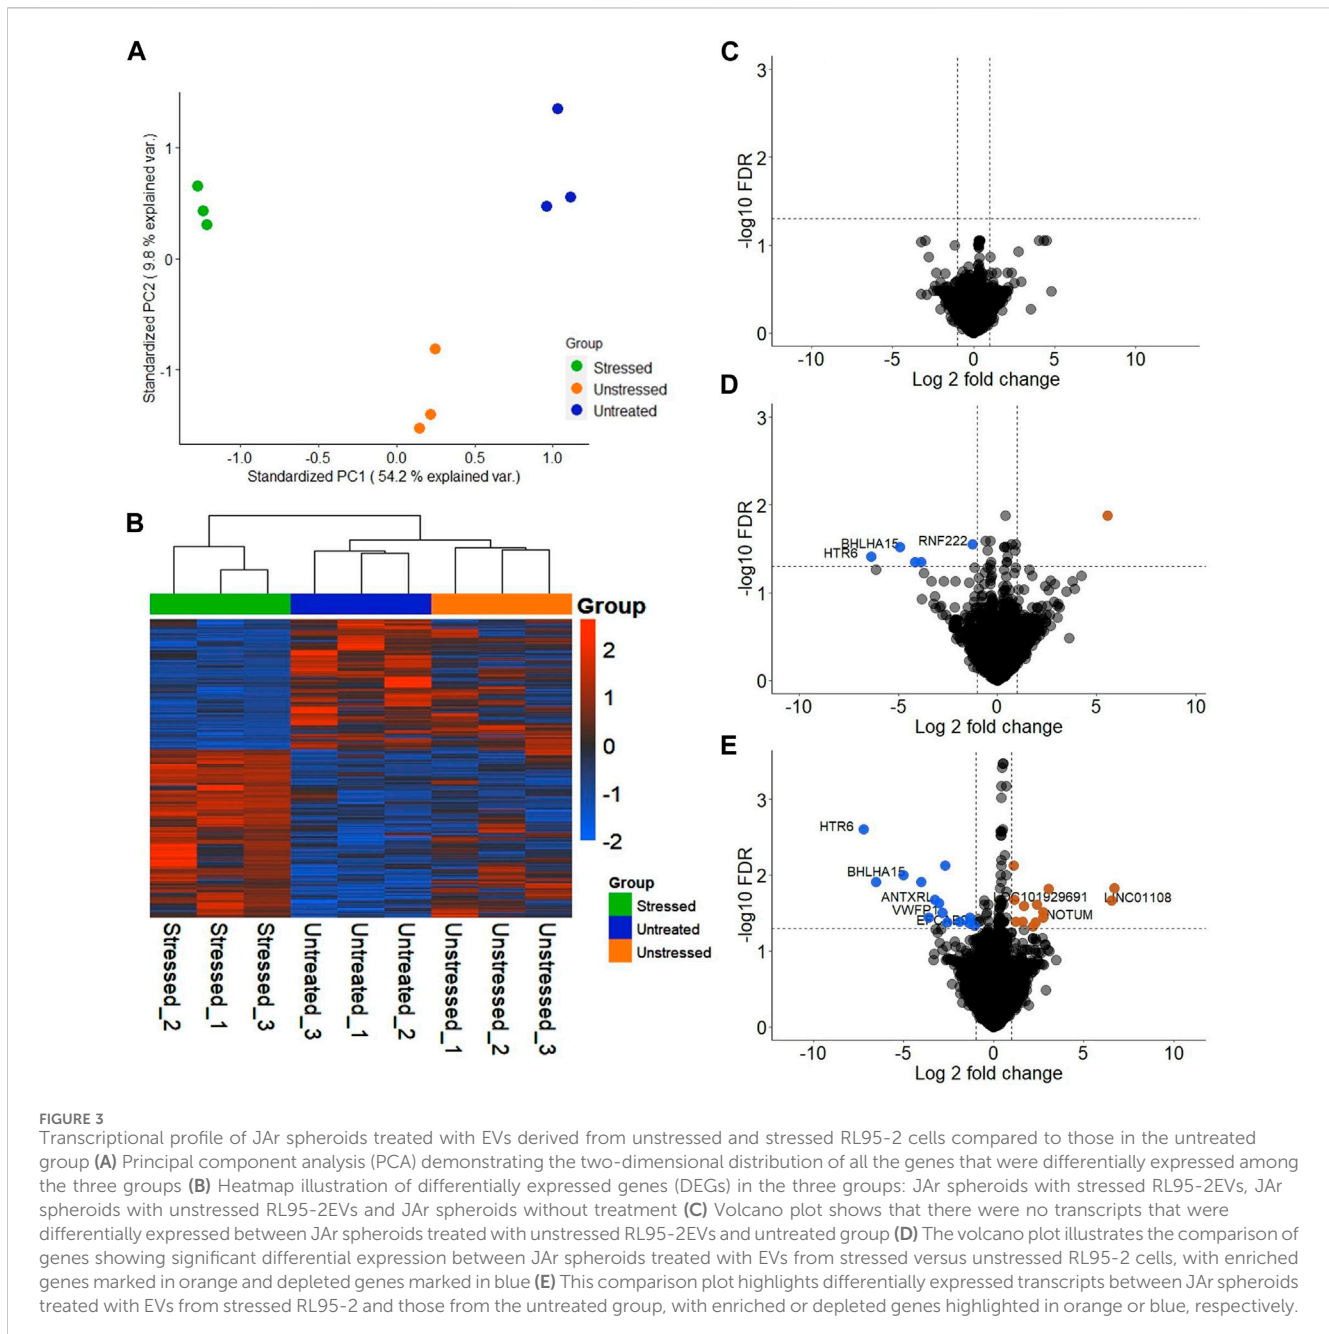 A
Standardized PC2 ( 9.8 % explained var.)
1
0
-1
-1.0 -0.5 0.0 0.5 1.0
Standardized PC1 ( 54.2 % explained var.)
Group
Stressed
Unstressed
Untreated
B
Group
2
1
0
-1
-2
Group
Stressed
Untreated
Unstressed
Stressed_2
Stressed_1
Stressed_3
Untreated_3
Untreated_1
Untreated_2
Unstressed_1
Unstressed_2
Unstressed_3
C
-log10 FDR
3
2
1
0
-10 -5 0 5 10
Log 2 fold change
D
-log10 FDR
3
2
1
0
BHLHA15
RNF222
HTR6
-10 -5 0 5 10
Log 2 fold change
E
-log10 FDR
3
2
1
0
HTR6
BHLHA15
ANTXRL
LOC101929691
LINC01108
VWFP1
NOTUM
-10 -5 0 5 10
Log 2 fold change
FIGURE 3
Transcriptional profile of JAr spheroids treated with EVs derived from unstressed and stressed RL95-2 cells compared to those in the untreated
group (A) Principal component analysis (PCA) demonstrating the two-dimensional distribution of all the genes that were differentially expressed among
the three groups (B) Heatmap illustration of differentially expressed genes (DEGs) in the three groups: JAr spheroids with stressed RL95-2EVs, JAr
spheroids with unstressed RL95-2EVs and JAr spheroids without treatment (C) Volcano plot shows that there were no transcripts that were
differentially expressed between JAr spheroids treated with unstressed RL95-2EVs and untreated group (D) The volcano plot illustrates the comparison of
genes showing significant differential expression between JAr spheroids treated with EVs from stressed versus unstressed RL95-2 cells, with enriched
genes marked in orange and depleted genes marked in blue (E) This comparison plot highlights differentially expressed transcripts between JAr spheroids
treated with EVs from stressed RL95-2 and those from the untreated group, with enriched or depleted genes highlighted in orange or blue, respectively.